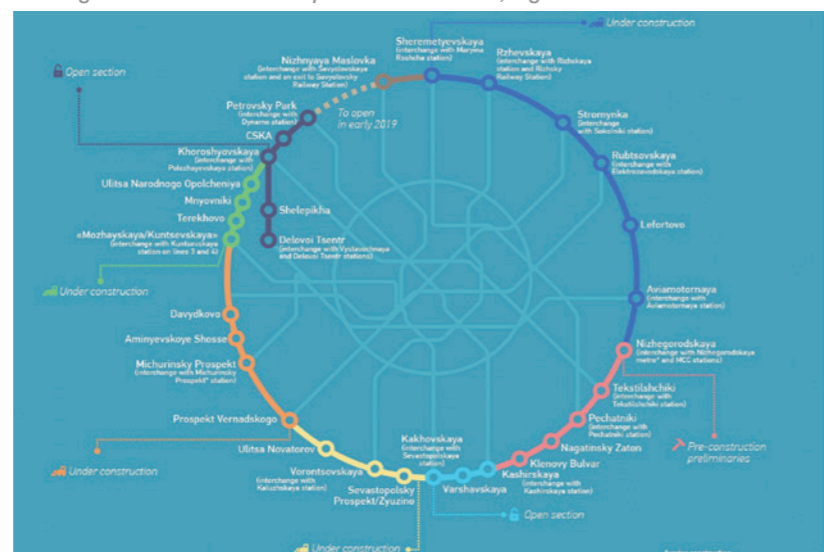 Under construction
Sheremetyevskaya
(interchange with Maryina
Roshcha station)
Nizhnyaya Maslovka
(interchange with Savyolovskaya
station and an exit to Savyolovsky
Railway Station)
Rzhevskaya
(interchange with Rizhskaya
station and Rizhsky
Railway Station)
Open section
Petrovsky Park
(interchange with
Dynamo station)
To open
in early 2019
Stromynka
(interchange
with Sokolniki station)
CSKA
Khoroshyovskaya
(interchange with
Polezhayevskaya station)
Rubtsovskaya
(interchange with
Elektrozavodskaya station)
Ulitsa Narodnogo Opolcheniya
Mnyovniki
Shelepikha
Terekhovo
Lefortovo
«Mozhayskaya/Kuntsevskaya»
(interchange with Kuntsevskaya
station on lines 3 and 4)
Delovoi Tsentr
(interchange with Vystavochnaya
and Delovoi Tsentr stations)
Under construction
Aviamotornaya
(interchange with
Aviamotornaya station)
Davydkovo
Aminyevskoye Shosse
Nizhegorodskaya
(interchange with Nizhegorodskaya
metro* and MCC stations)
Michurinsky Prospekt
(interchange with Michurinsky
Prospekt* station)
Tekstilshchiki
(interchange with
Tekstilshchiki station)
Prospekt Vernadskogo
Pechatniki
(interchange with
Pechatniki station)
Kakhovskaya
(interchange with
Sevastopolskaya
station)
Nagatinsky Zaton
Pre-construction
preliminaries
Ulitsa Novatorov
Klenovy Bulvar
Under construction
Vorontsovskaya
(interchange with
Kaluzhskaya station)
Kashirskaya
(interchange with
Kashirskaya station)
Sevastopolsky
Prospekt/Zyuzino
Varshavskaya
Open section
Under construction